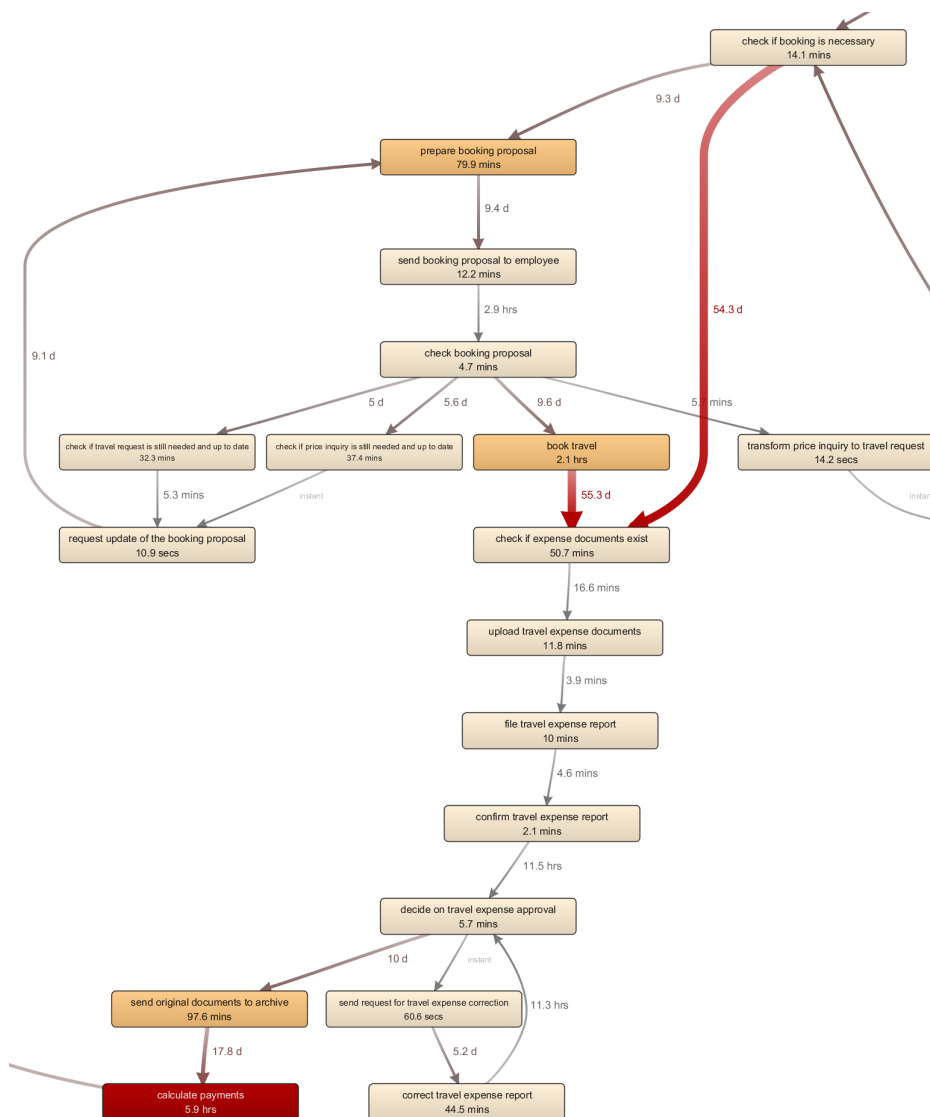 check if booking is necessary
14.1 mins
9.3 d
prepare booking proposal
79.9 mins
9.4 d
send booking proposal to employee
12.2 mins
54.3 d
2.9 hrs
check booking proposal
4.7 mins
9.1 d
5 d
5.6 d
9.6 d
5.7 mins
check if travel request is still needed and up to date
32.3 mins
check if price inquiry is still needed and up to date
37.4 mins
book travel
2.1 hrs
transform price inquiry to travel request
14.2 secs
5.3 mins
instant
55.3 d
instant
request update of the booking proposal
10.9 secs
check if expense documents exist
50.7 mins
16.6 mins
upload travel expense documents
11.8 mins
3.9 mins
file travel expense report
10 mins
4.6 mins
confirm travel expense report
2.1 mins
11.5 hrs
decide on travel expense approval
5.7 mins
10 d
instant
send original documents to archive
97.6 mins
send request for travel expense correction
60.6 secs
11.3 hrs
17.8 d
5.2 d
calculate payments
5.9 hrs
correct travel expense report
44.5 mins